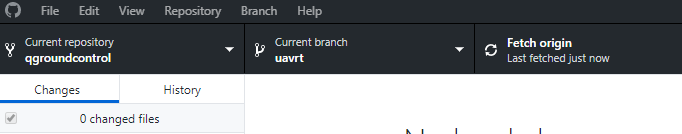 File Edit View Repository Branch Help
Current repository
qgroundcontrol
Current branch
uavrt
Fetch origin
Last fetched just now
Changes History
0 changed files